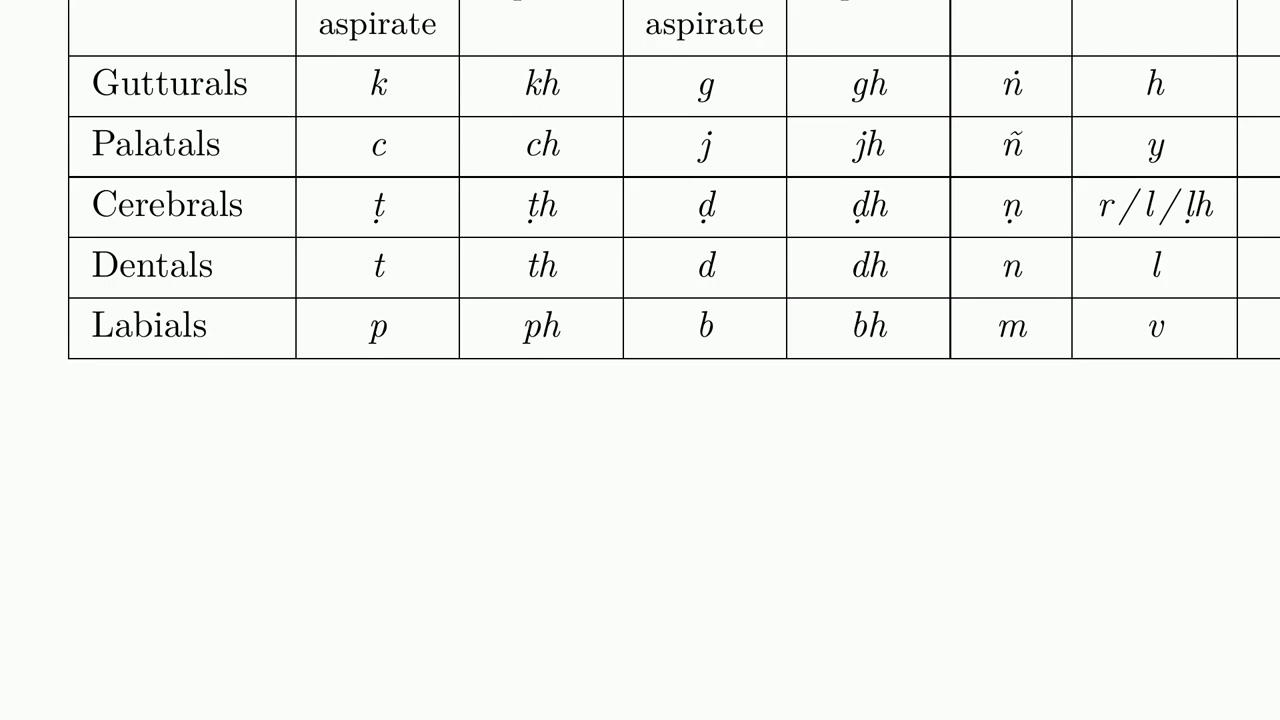 aspirate aspirate
Gutturals k kh g gh ṅ h
Palatals c ch j jh ñ y
Cerebrals ṭ ṭh ḍ ḍh ṇ r / l / ḷh
Dentals t th d dh n l
Labials p ph b bh m v